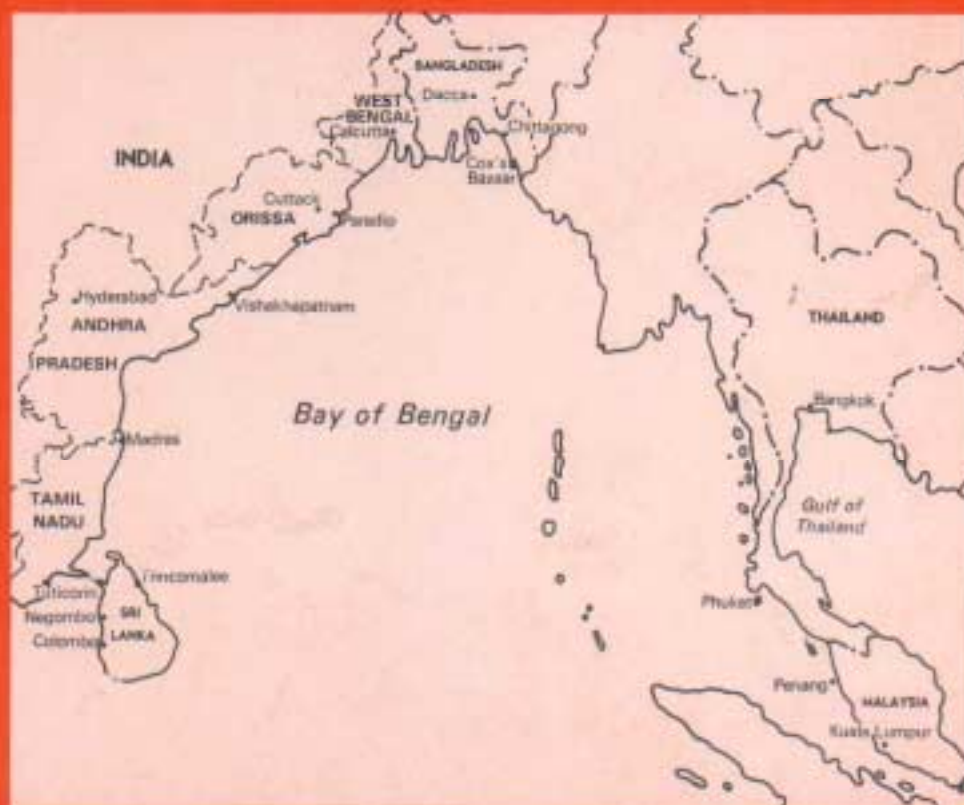 BANGLADESH
Dacca
WEST
BENGAL
Calcutta
Chittagong
Cox's
Bazaar
INDIA
Cuttack
ORISSA
Paradip
Hyderabad
Vishakhapatnam
ANDHRA
PRADESH
THAILAND
Bangkok
Bay of Bengal
Madras
TAMIL
NADU
Gulf of
Thailand
Trincomalee
Tuticorin
Negombo
SRI
LANKA
Colombo
Phuket
Penang
MALAYSIA
Kuala Lumpur